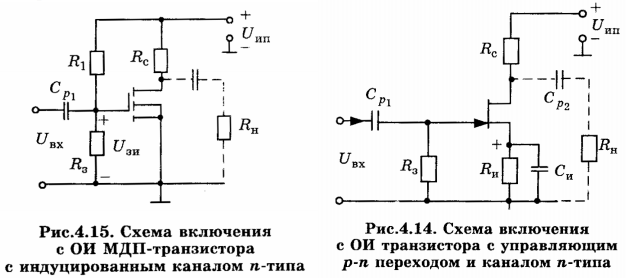 +
U_ип
−
R_1
R_с
C_р1
+
U_вх
R_з
U_зи
−
R_н
Рис.4.15. Схема включения
с ОИ МДП-транзистора
с индуцированным каналом n-типа
+
U_ип
−
R_с
C_р1
C_р2
U_вх
R_з
+
R_и
C_и
R_н
Рис.4.14. Схема включения
с ОИ транзистора с управляющим
p-n переходом и каналом n-типа